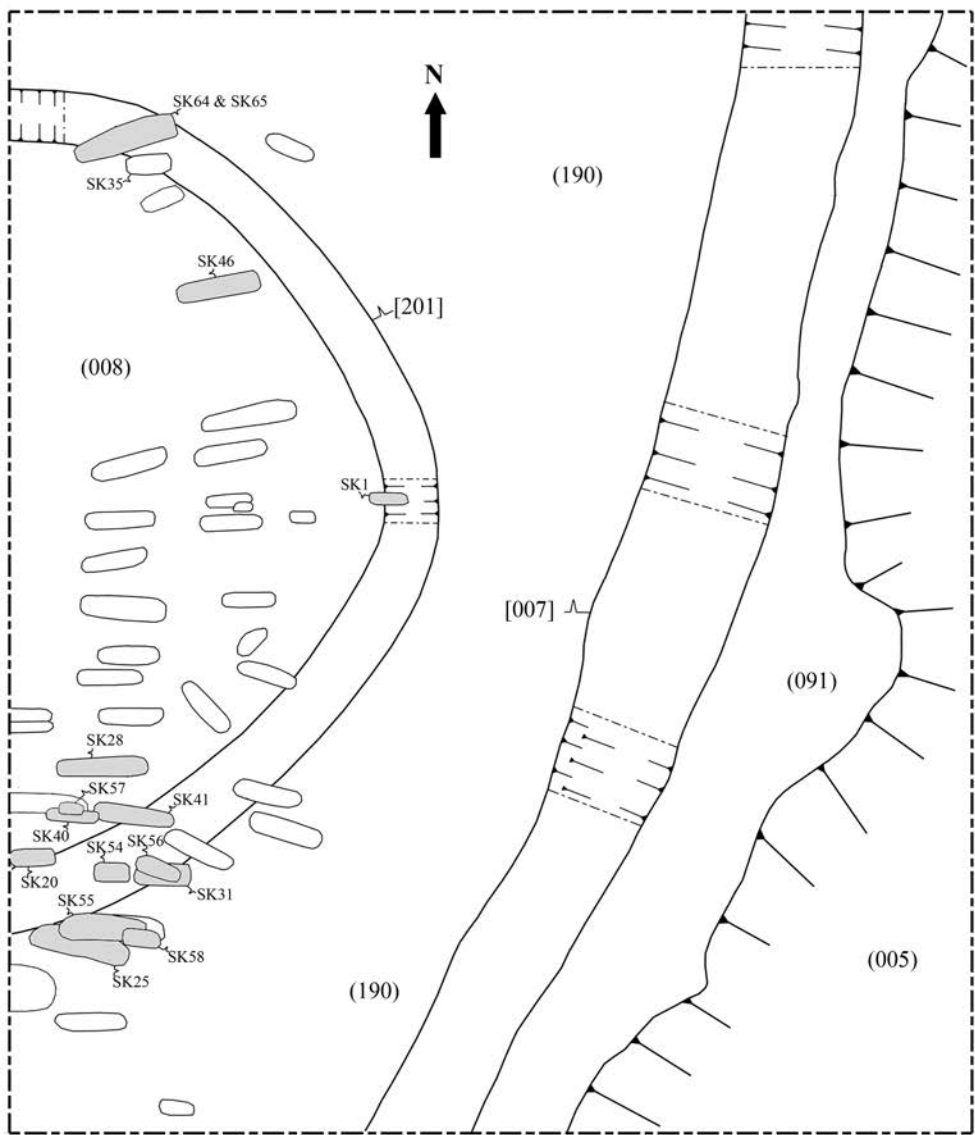 N
SK64 & SK65
(190)
SK35
SK46
[201]
(008)
SK1
[007]
(091)
SK28
SK57
SK41
SK40
SK56
SK54
SK20
SK31
SK55
SK58
(005)
SK25
(190)